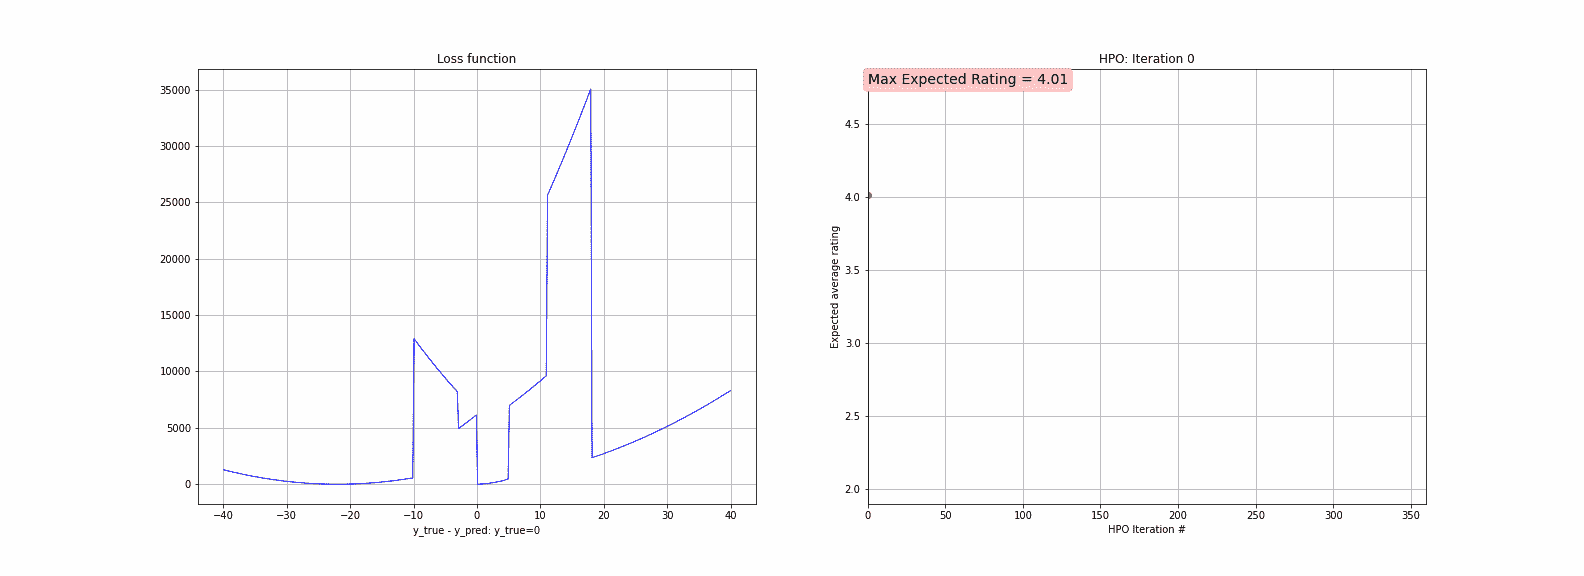 Loss function
35000
30000
25000
20000
15000
10000
5000
0
−40 −30 −20 −10 0 10 20 30 40
y_true - y_pred: y_true=0
HPO: Iteration 0
Max Expected Rating = 4.01
Expected average rating
4.5
4.0
3.5
3.0
2.5
2.0
0 50 100 150 200 250 300 350
HPO Iteration #